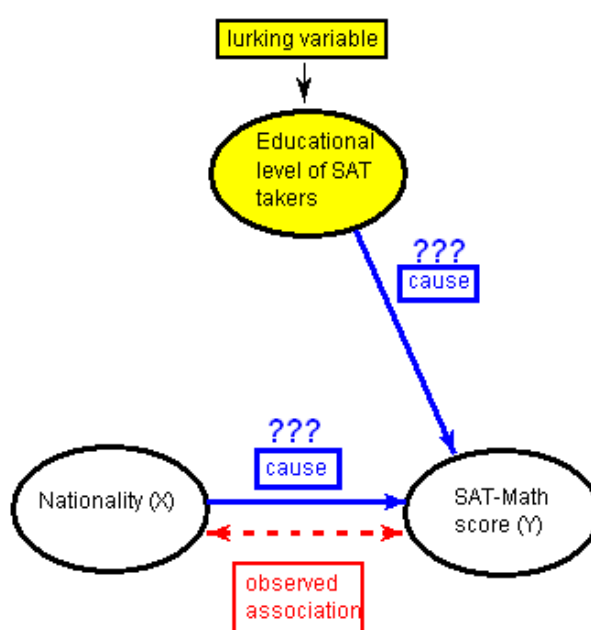 lurking variable
Educational
level of SAT
takers
???
cause
???
cause
Nationality (X)
SAT-Math
score (Y)
observed
association